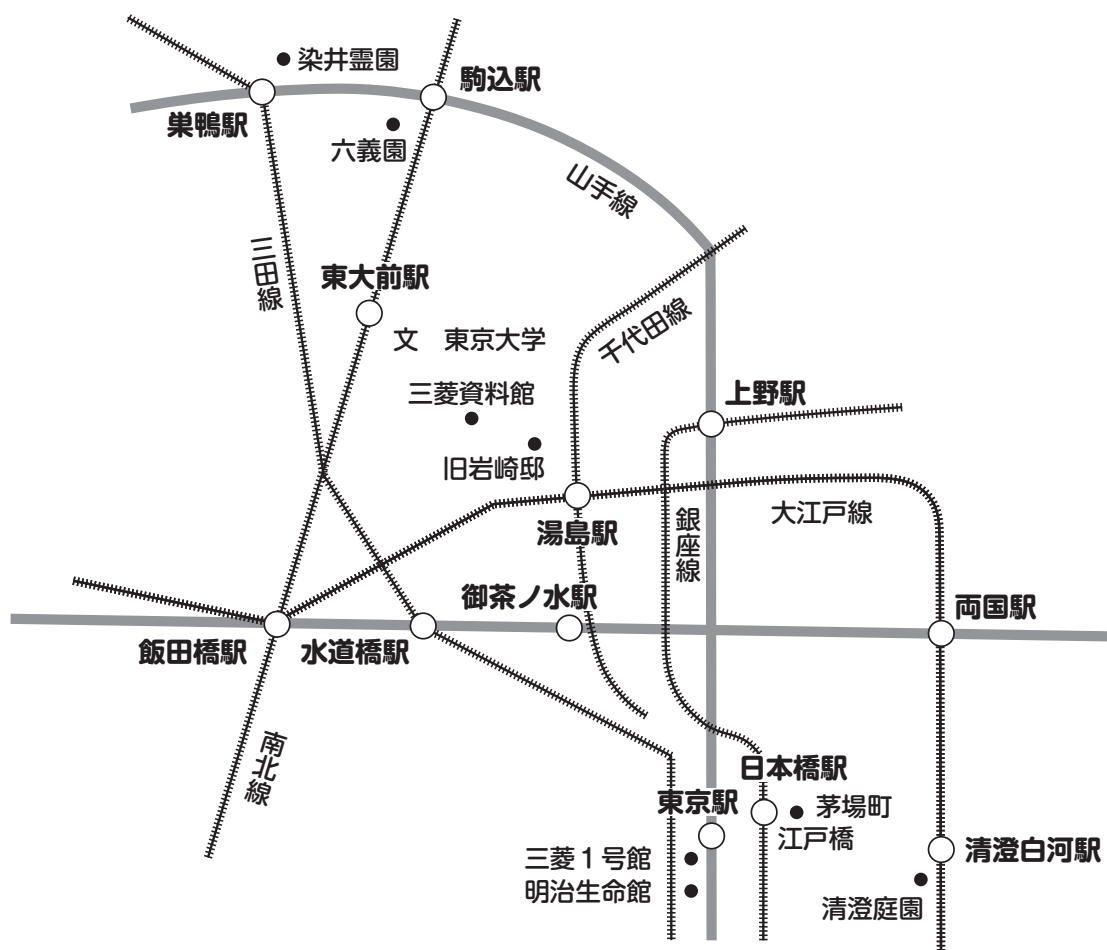 染井霊園
駒込駅
巣鴨駅
六義園
山手線
三田線
東大前駅
千代田線
文　東京大学
三菱資料館
上野駅
旧岩崎邸
銀座線
大江戸線
湯島駅
御茶ノ水駅
両国駅
飯田橋駅
水道橋駅
南北線
日本橋駅
東京駅
茅場町
江戸橋
三菱１号館
清澄白河駅
明治生命館
清澄庭園